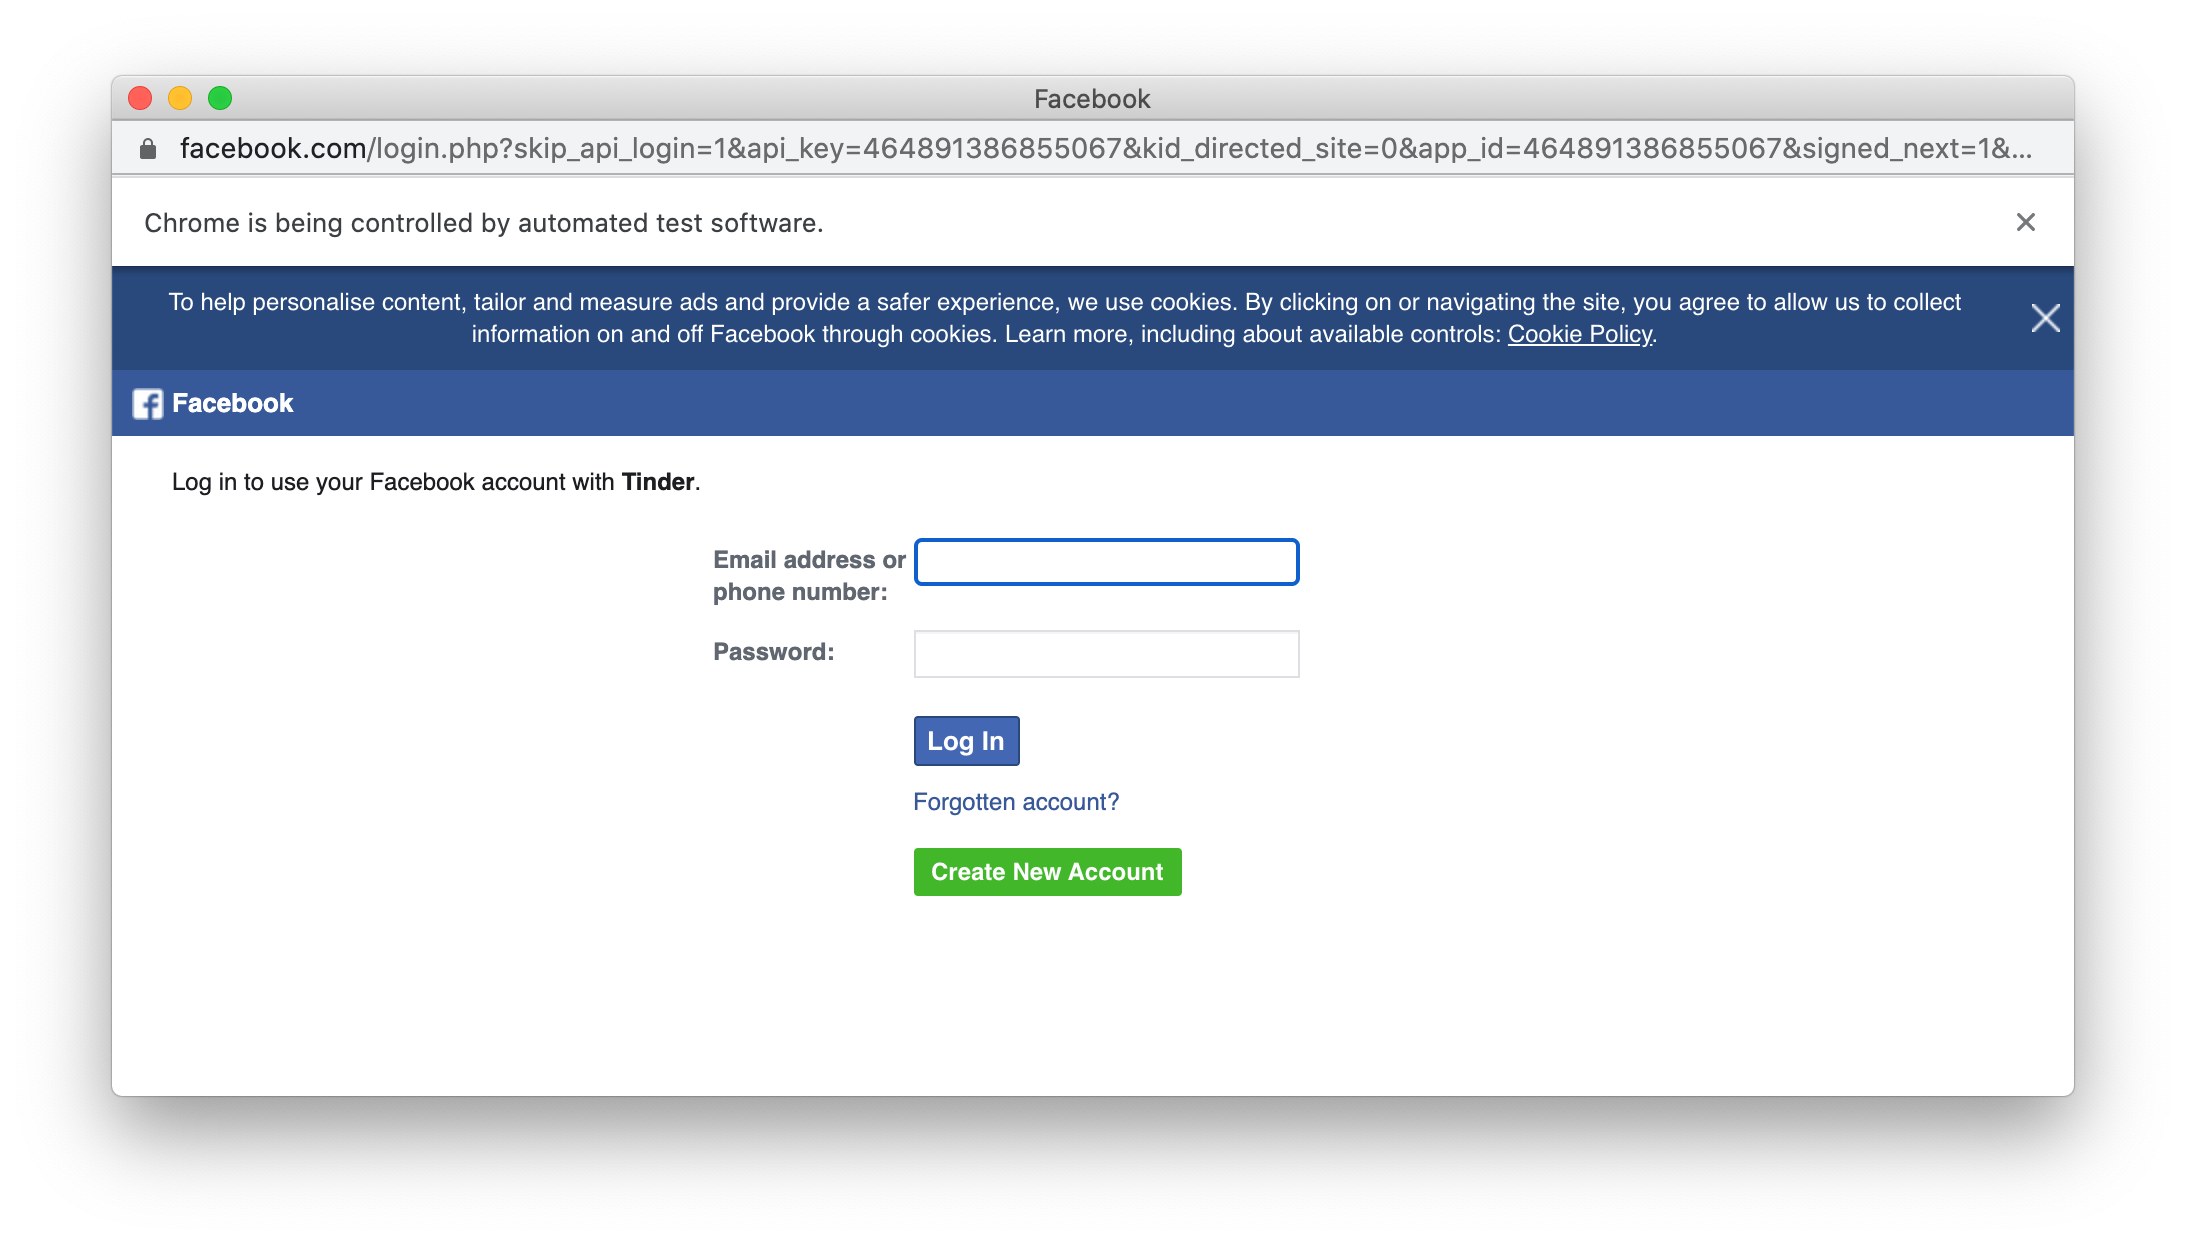 Facebook
facebook.com/login.php?skip_api_login=1&api_key=464891386855067&kid_directed_site=0&app_id=464891386855067&signed_next=1&...
Chrome is being controlled by automated test software.
To help personalise content, tailor and measure ads and provide a safer experience, we use cookies. By clicking on or navigating the site, you agree to allow us to collect
information on and off Facebook through cookies. Learn more, including about available controls: Cookie Policy.
Facebook
Log in to use your Facebook account with Tinder.
Email address or
phone number:
Password:
Log In
Forgotten account?
Create New Account